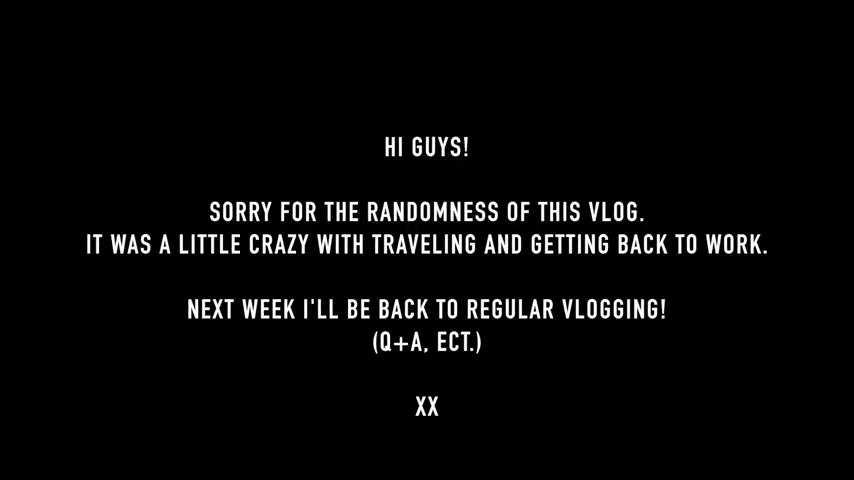 HI GUYS!
SORRY FOR THE RANDOMNESS OF THIS VLOG.
IT WAS A LITTLE CRAZY WITH TRAVELING AND GETTING BACK TO WORK.
NEXT WEEK I'LL BE BACK TO REGULAR VLOGGING!
(Q+A, ECT.)
XX